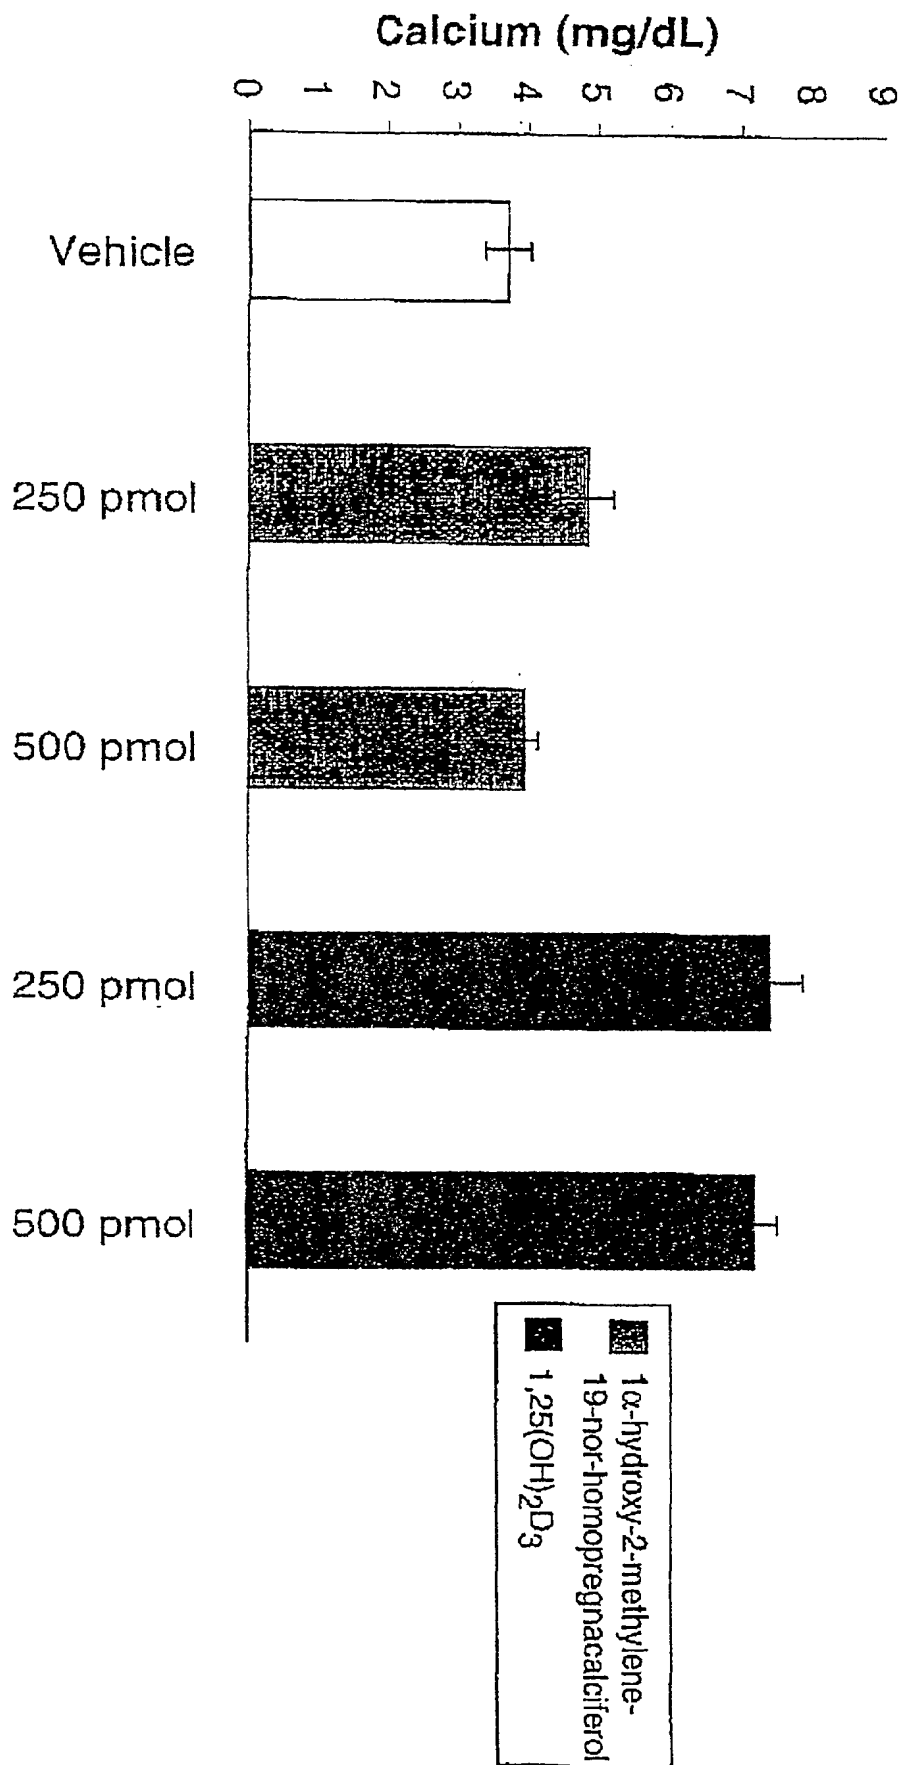 Calcium (mg/dL)
0 1 2 3 4 5 6 7 8 9
Vehicle
250 pmol
500 pmol
250 pmol
500 pmol
1α-hydroxy-2-methylene-
19-nor-homopregnacalciferol
1,25(OH)2D3